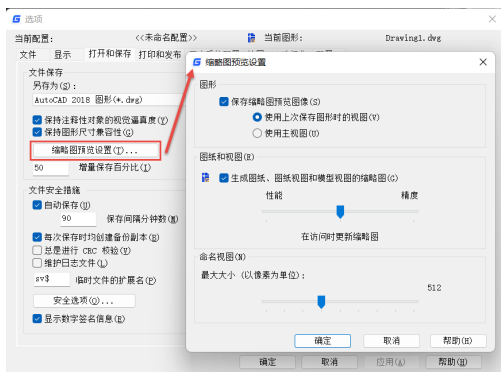 选项
当前配置:
<<未命名配置>>
当前图形:
Drawing1.dwg
文件
显示
打开和保存
打印和发布
文件保存
另存为(S):
AutoCAD 2018 图形(*.dwg)
保持注释性对象的视觉逼真度(Y)
保持图形尺寸兼容性(G)
缩略图预览设置(T)...
50
增量保存百分比(I)
文件安全措施
自动保存(U)
90
保存间隔分钟数(M)
每次保存时均创建备份副本(B)
总是进行 CRC 校验(V)
维护日志文件(L)
sv$
临时文件的扩展名(P)
安全选项(O)...
显示数字签名信息(E)
缩略图预览设置
图形
保存缩略图预览图像(S)
使用上次保存图形时的视图(V)
使用主视图(U)
图纸和视图(R)
生成图纸、图纸视图和模型视图的缩略图(G)
性能
精度
在访问时更新缩略图
命名视图(N)
最大大小 (以像素为单位):
512
确定
取消
帮助(H)
确定
取消
应用(A)
帮助(H)